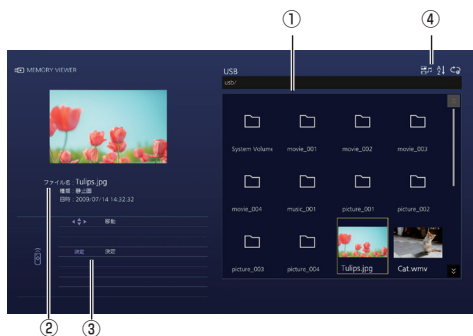 ①
④
MEMORY VIEWER
USB
usb/
System Volume
movie_001
movie_002
movie_003
movie_004
music_001
picture_001
picture_002
picture_003
picture_004
Tulips.jpg
Cat.wmv
ファイル名 : Tulips.jpg
種類 : 静止画
日時 : 2009/07/14 14:32:32
移動
決定 決定
②
③